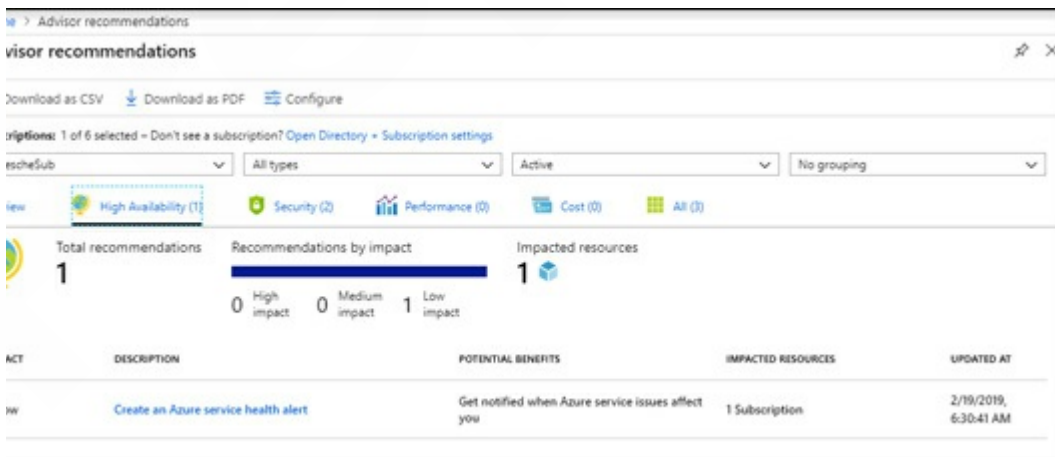 > Advisor recommendations
visor recommendations
Download as CSV Download as PDF Configure
criptions: 1 of 6 selected – Don't see a subscription? Open Directory + Subscription settings
escheSub All types Active No grouping
High Availability (1) Security (2) Performance (0) Cost (0) All (3)
Total recommendations Recommendations by impact Impacted resources
1 1
0 High impact 0 Medium impact 1 Low impact
ACT DESCRIPTION POTENTIAL BENEFITS IMPACTED RESOURCES UPDATED AT
ow Create an Azure service health alert Get notified when Azure service issues affect 1 Subscription 2/19/2019,
you 6:30:41 AM